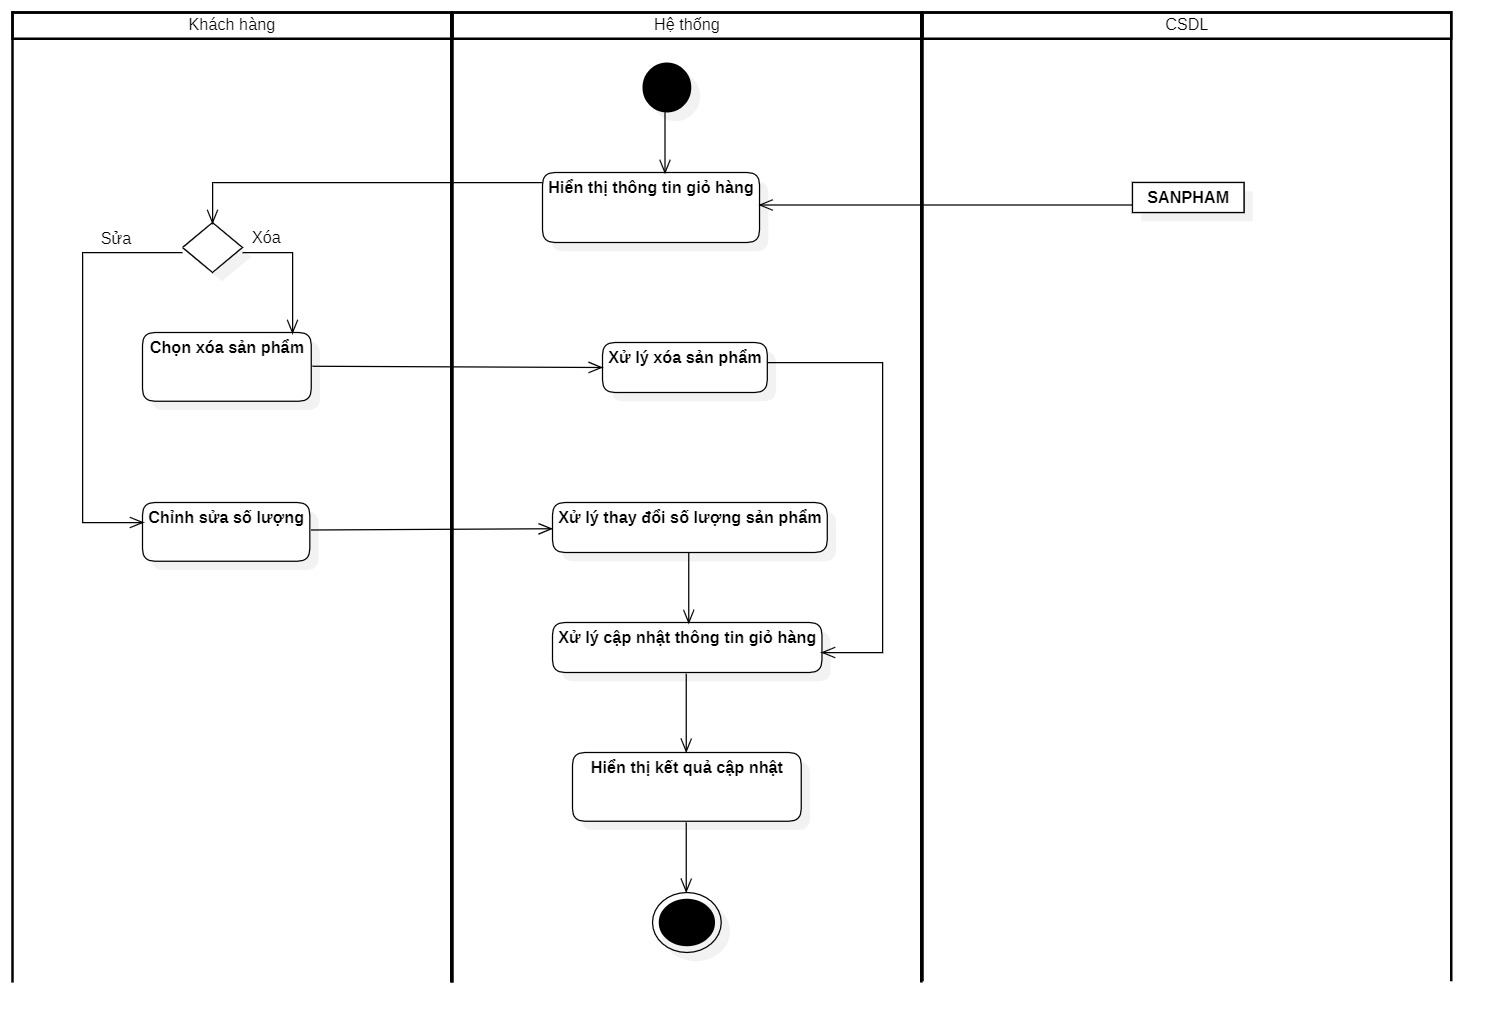 Khách hàng
Hệ thống
CSDL
Hiển thị thông tin giỏ hàng
SANPHAM
Sửa
Xóa
Chọn xóa sản phẩm
Xử lý xóa sản phẩm
Chỉnh sửa số lượng
Xử lý thay đổi số lượng sản phẩm
Xử lý cập nhật thông tin giỏ hàng
Hiển thị kết quả cập nhật